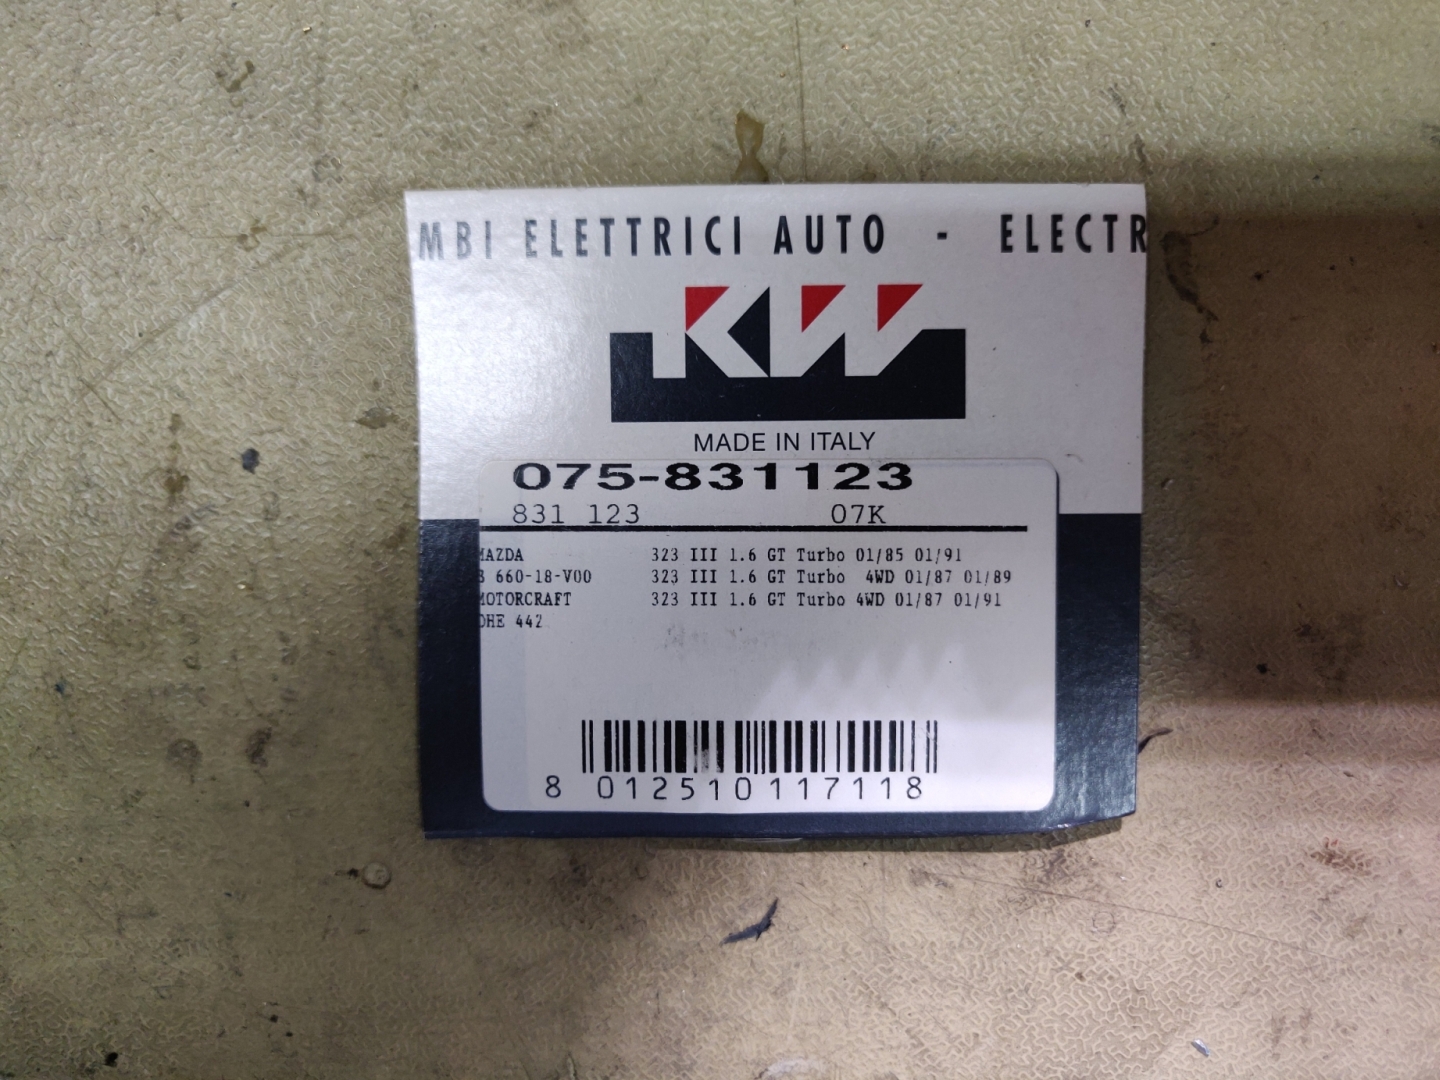 MBI ELETTRICI AUTO - ELECTR
KW
MADE IN ITALY
075-831123
831 123 07K
MAZDA 323 III 1.6 GT Turbo 01/85 01/91
B 660-18-V00 323 III 1.6 GT Turbo 4WD 01/87 01/89
MOTORCRAFT 323 III 1.6 GT Turbo 4WD 01/87 01/91
DHE 442
8 012510 117118